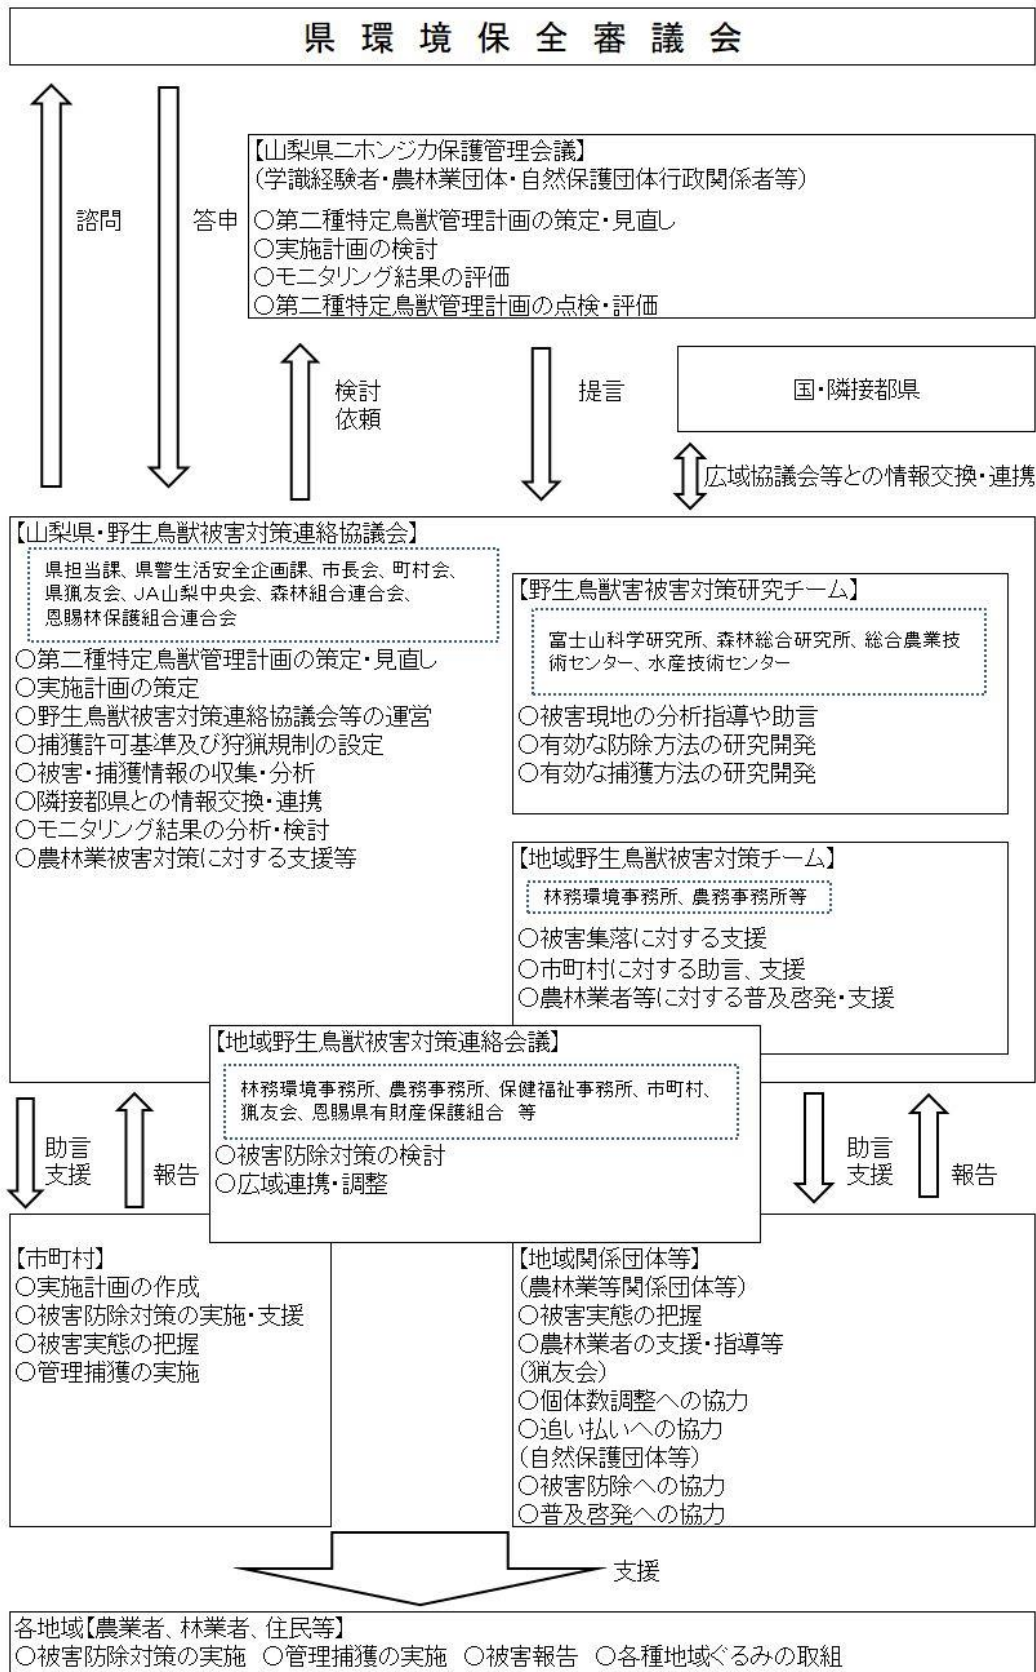 県環境保全審議会
諮問
答申
【山梨県ニホンジカ保護管理会議】
(学識経験者・農林業団体・自然保護団体行政関係者等)
○第二種特定鳥獣管理計画の策定・見直し
○実施計画の検討
○モニタリング結果の評価
○第二種特定鳥獣管理計画の点検・評価
検討
依頼
提言
国・隣接都県
広域協議会等との情報交換・連携
【山梨県・野生鳥獣被害対策連絡協議会】
県担当課、県警生活安全企画課、市長会、町村会、
県猟友会、JA山梨中央会、森林組合連合会、
恩賜林保護組合連合会
○第二種特定鳥獣管理計画の策定・見直し
○実施計画の策定
○野生鳥獣被害対策連絡協議会等の運営
○捕獲許可基準及び狩猟規制の設定
○被害・捕獲情報の収集・分析
○隣接都県との情報交換・連携
○モニタリング結果の分析・検討
○農林業被害対策に対する支援等
【野生鳥獣害被害対策研究チーム】
富士山科学研究所、森林総合研究所、総合農業技
術センター、水産技術センター
○被害現地の分析指導や助言
○有効な防除方法の研究開発
○有効な捕獲方法の研究開発
【地域野生鳥獣被害対策チーム】
林務環境事務所、農務事務所等
○被害集落に対する支援
○市町村に対する助言、支援
○農林業者等に対する普及啓発・支援
【地域野生鳥獣被害対策連絡会議】
林務環境事務所、農務事務所、保健福祉事務所、市町村、
猟友会、恩賜県有財産保護組合 等
○被害防除対策の検討
○広域連携・調整
助言
支援
報告
助言
支援
報告
【市町村】
○実施計画の作成
○被害防除対策の実施・支援
○被害実態の把握
○管理捕獲の実施
【地域関係団体等】
(農林業等関係団体等)
○被害実態の把握
○農林業者の支援・指導等
(猟友会)
○個体数調整への協力
○追い払いへの協力
(自然保護団体等)
○被害防除への協力
○普及啓発への協力
支援
各地域【農業者、林業者、住民等】
○被害防除対策の実施 ○管理捕獲の実施 ○被害報告 ○各種地域ぐるみの取組